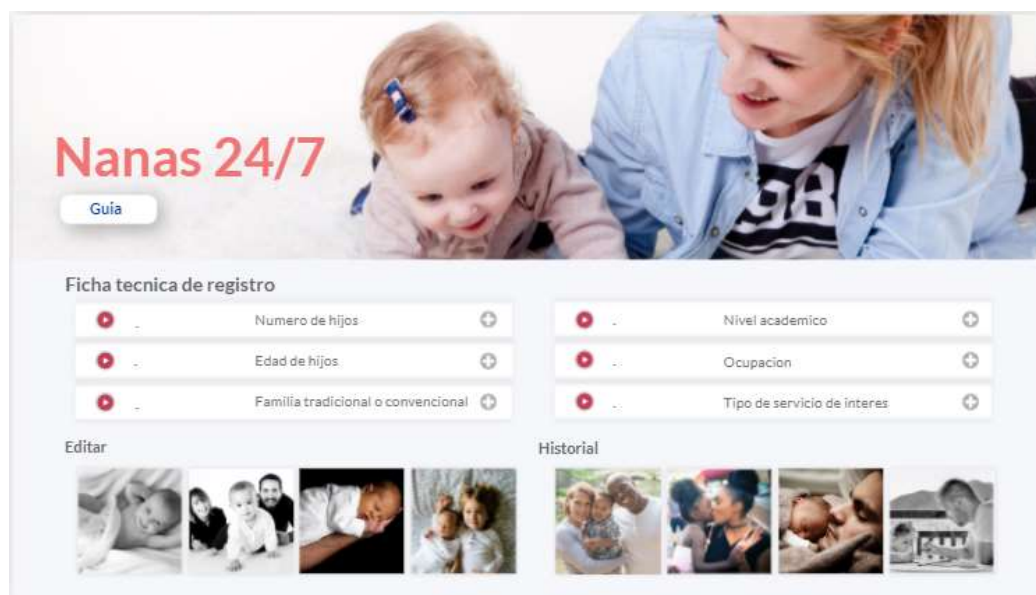 Nanas 24/7
Guia
Ficha tecnica de registro
Numero de hijos
Edad de hijos
Familia tradicional o convencional
Nivel academico
Ocupacion
Tipo de servicio de interes
Editar
Historial